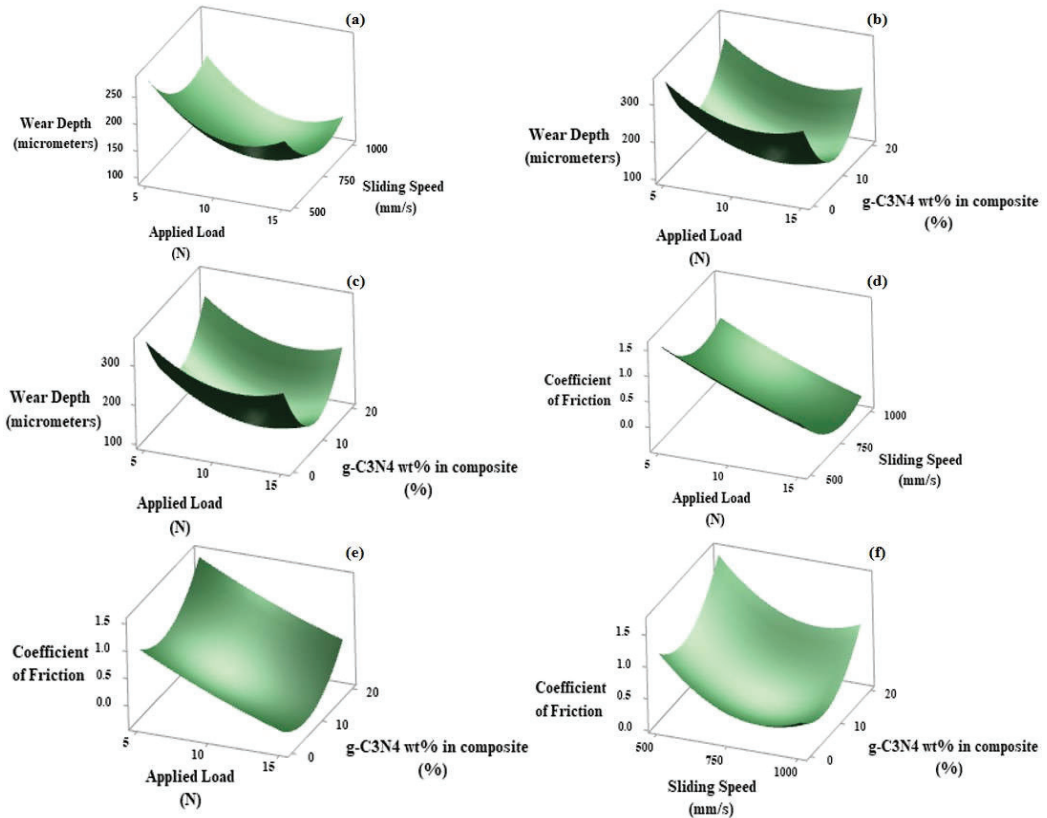 (a)
250
200
150
100
Wear Depth
(micrometers)
5
10
15
Applied Load
(N)
500
750
1000
Sliding Speed
(mm/s)
(b)
300
200
100
Wear Depth
(micrometers)
5
10
15
Applied Load
(N)
0
10
20
g-C3N4 wt% in composite
(%)
(c)
300
200
100
Wear Depth
(micrometers)
5
10
15
Applied Load
(N)
0
10
20
g-C3N4 wt% in composite
(%)
(d)
1.5
1.0
0.5
0.0
Coefficient
of Friction
5
10
15
Applied Load
(N)
500
750
1000
Sliding Speed
(mm/s)
(e)
1.5
1.0
0.5
0.0
Coefficient
of Friction
5
10
15
Applied Load
(N)
0
10
20
g-C3N4 wt% in composite
(%)
(f)
1.5
1.0
0.5
0.0
Coefficient
of Friction
500
750
1000
Sliding Speed
(mm/s)
0
10
20
g-C3N4 wt% in composite
(%)